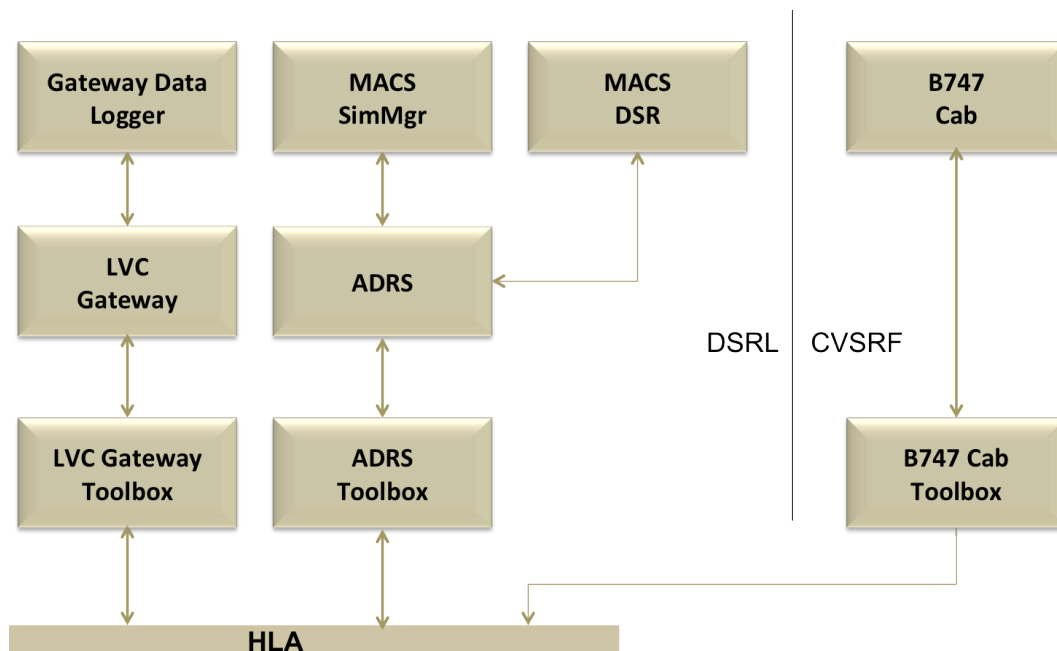 Gateway Data
Logger
MACS
SimMgr
MACS
DSR
B747
Cab
LVC
Gateway
ADRS
DSRL
CVSRF
LVC Gateway
Toolbox
ADRS
Toolbox
B747 Cab
Toolbox
HLA